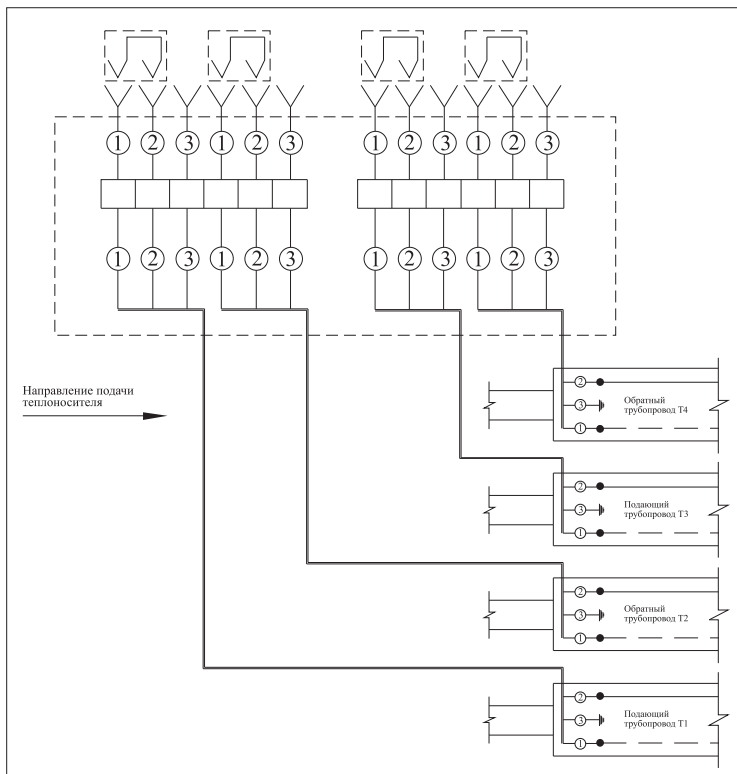 1 2 3 1 2 3 1 2 3 1 2 3
1 2 3 1 2 3 1 2 3 1 2 3
Направление подачи
теплоносителя
2
3
1
Обратный
трубопровод Т4
2
3
1
Подающий
трубопровод Т3
2
3
1
Обратный
трубопровод Т2
2
3
1
Подающий
трубопровод Т1